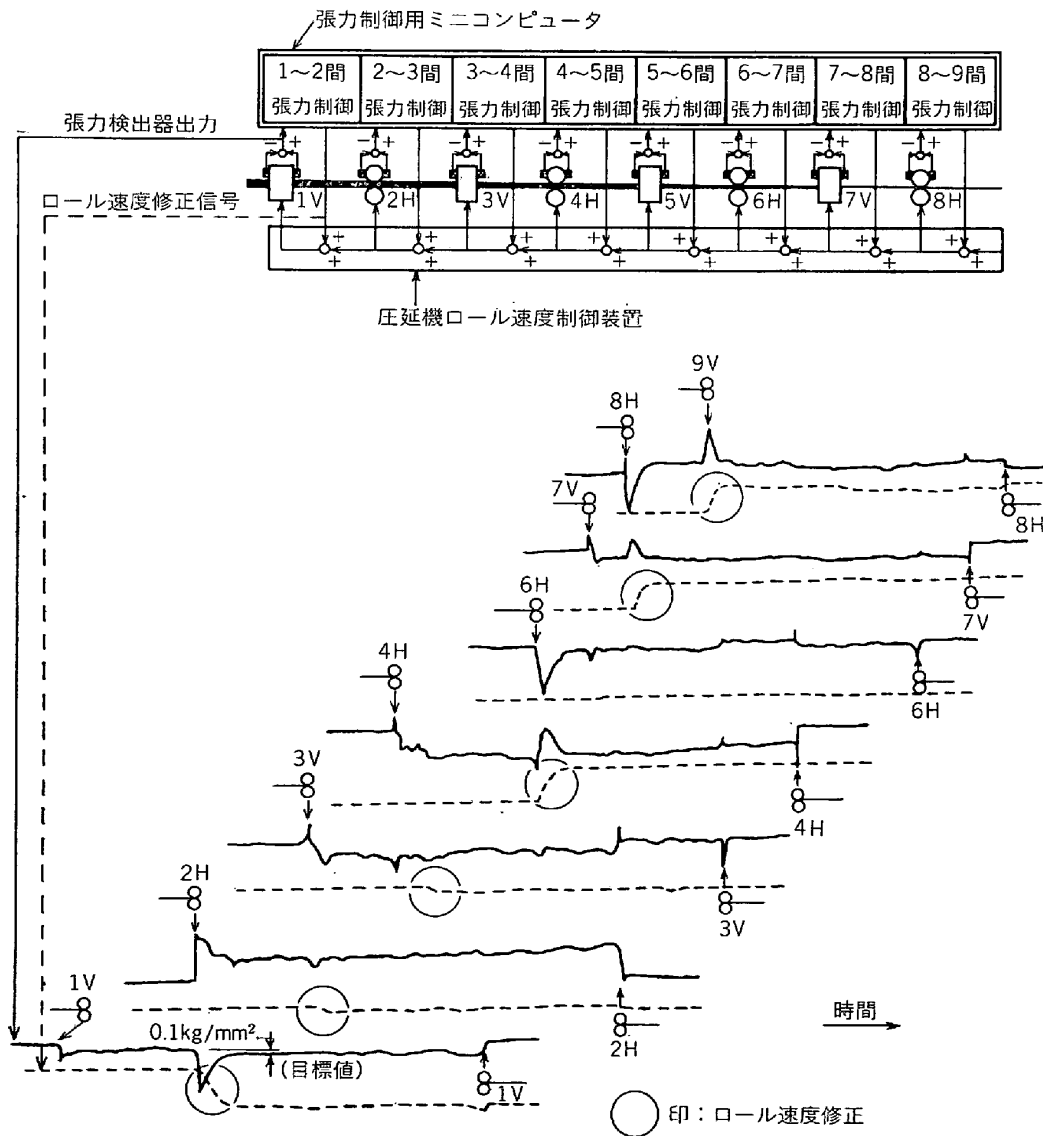 張力制御用ミニコンピュータ
1〜2間 2〜3間 3〜4間 4〜5間 5〜6間 6〜7間 7〜8間 8〜9間
張力制御 張力制御 張力制御 張力制御 張力制御 張力制御 張力制御 張力制御
張力検出器出力
− + − + − + − + − + − + − + − +
ロール速度修正信号
1V 2H 3V 4H 5V 6H 7V 8H
+ + + + + + + +
+ + + + + + + +
圧延機ロール速度制御装置
9V
8H
7V
8H
6H
7V
4H
6H
3V
4H
2H
3V
1V
時間
0.1kg/mm²
2H
(目標値)
1V
印：ロール速度修正